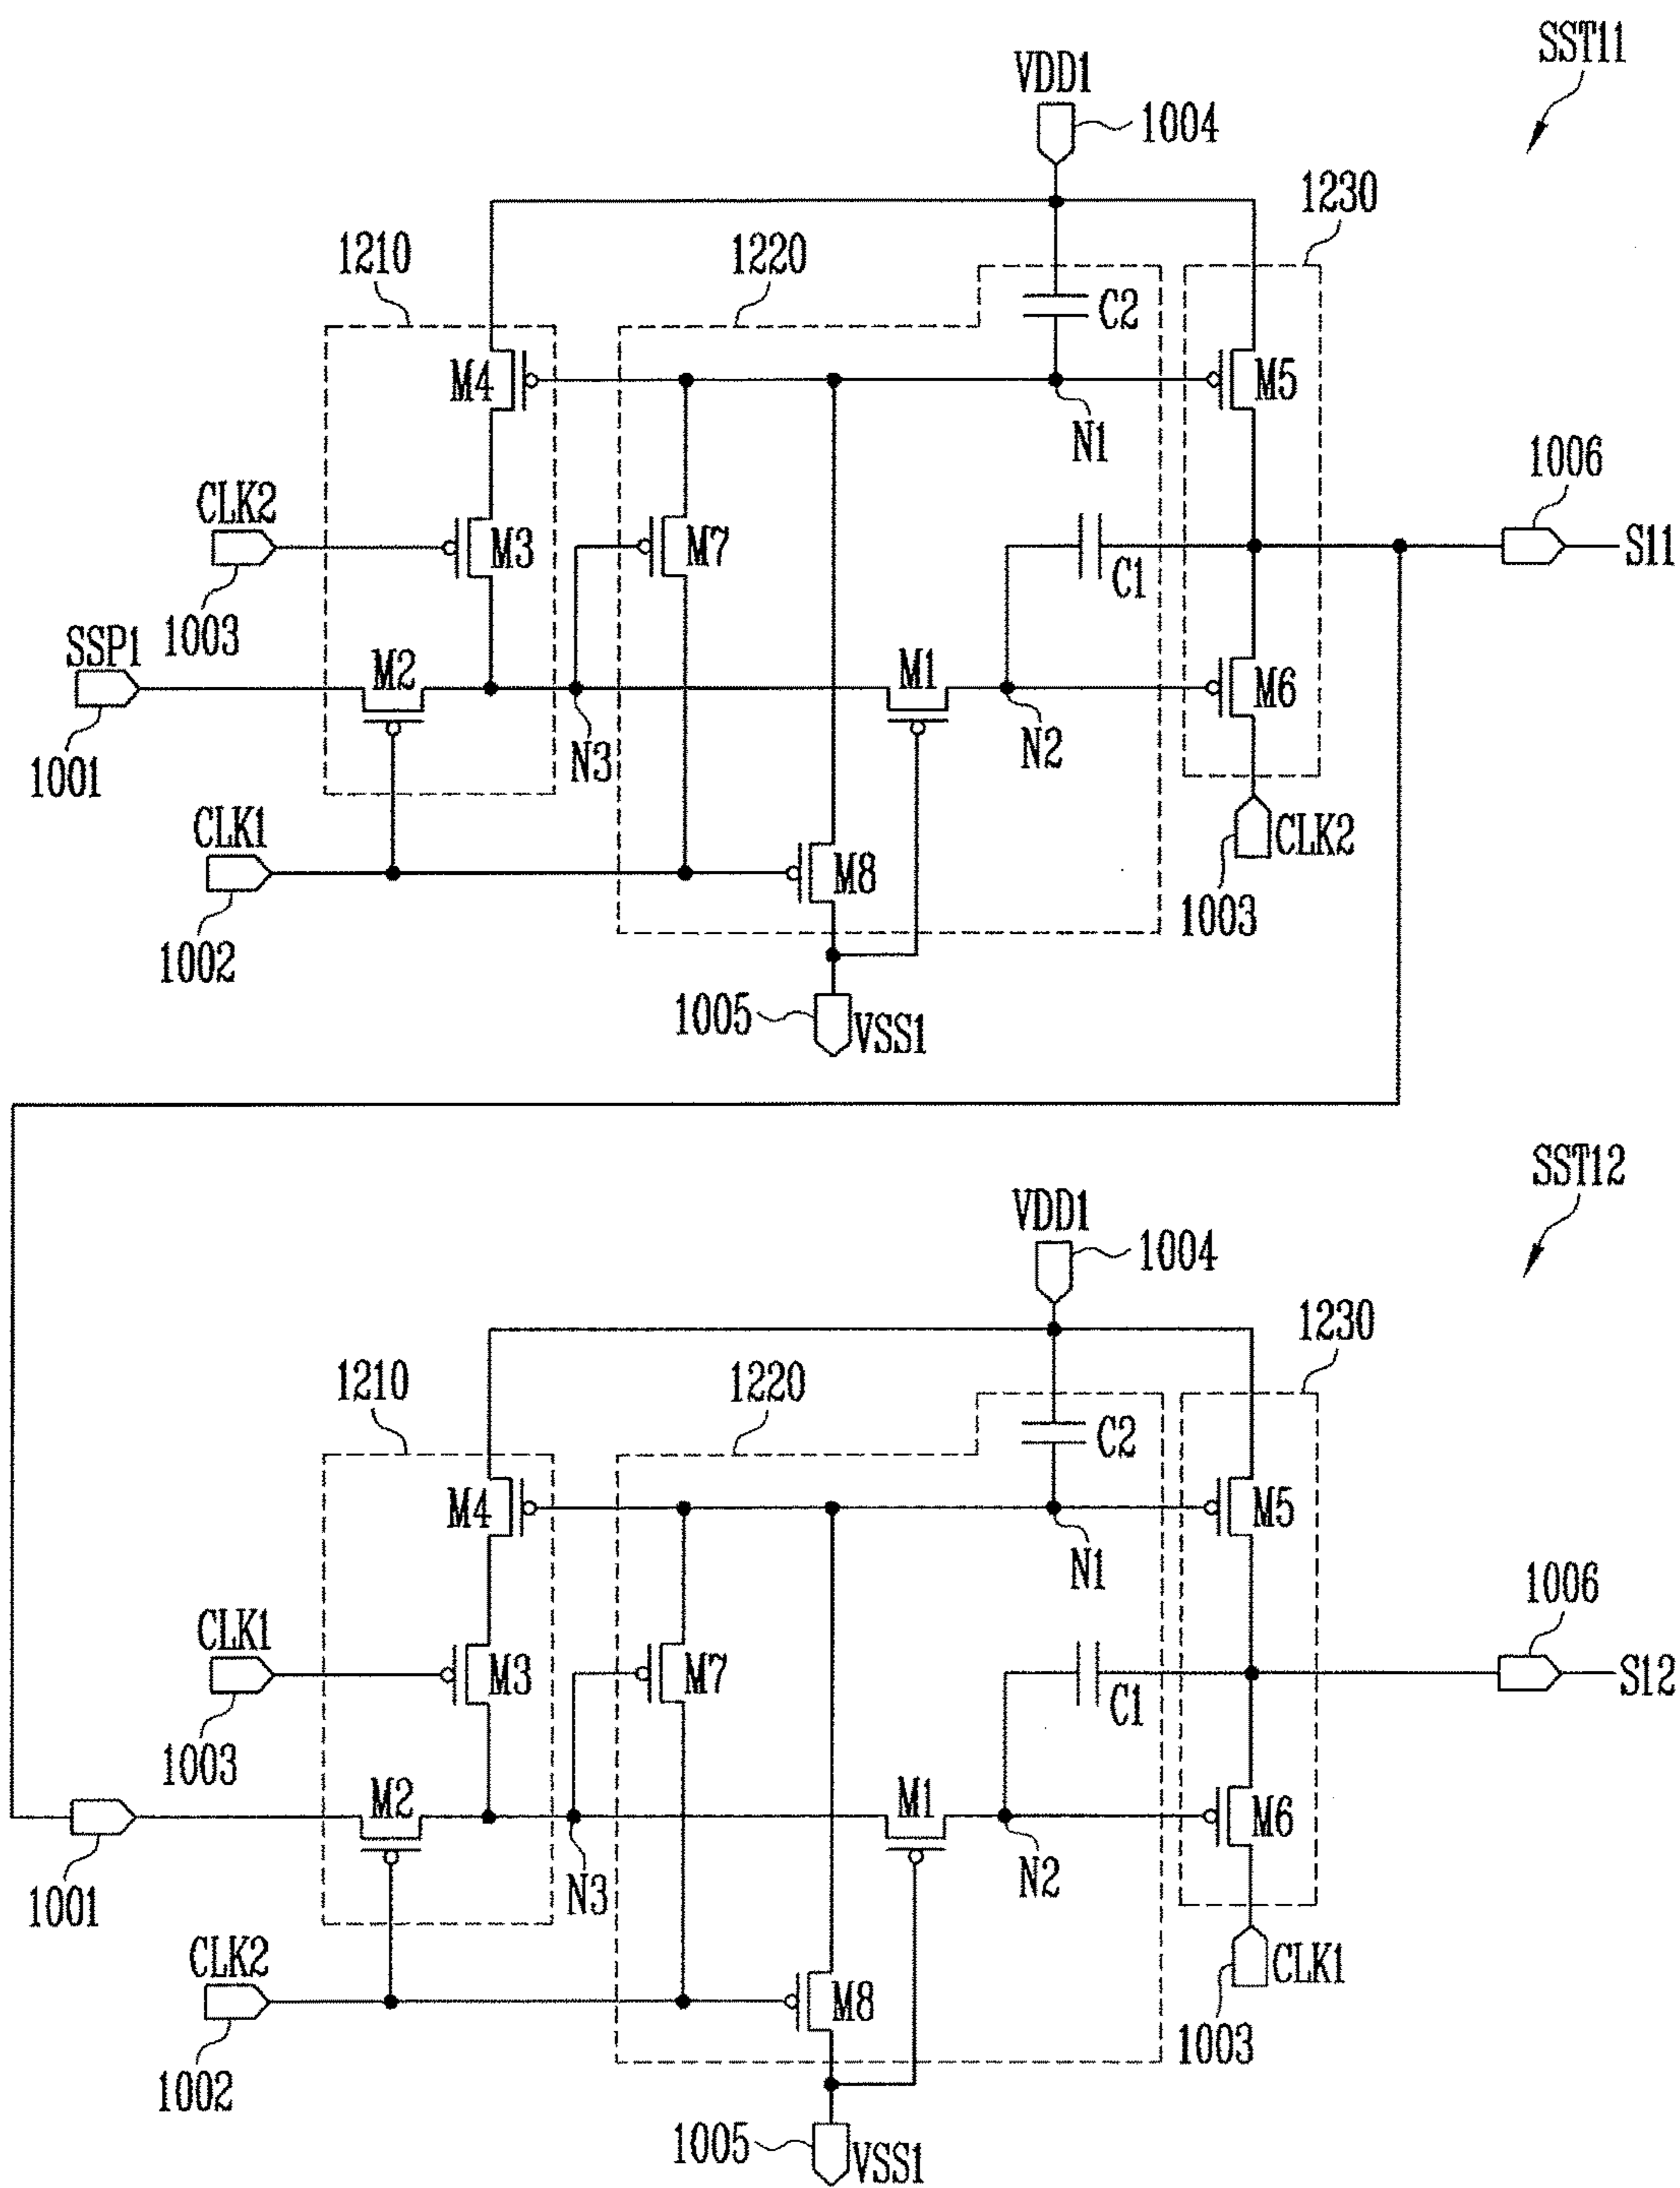 SST11
VDD1
1004
1230
1210
1220
C2
M4
M5
N1
1006
CLK2
M3
M7
C1
S11
1003
SSP1
M2
M1
M6
1001
N3
N2
CLK1
M8
CLK2
1002
1003
1005
VSS1
SST12
VDD1
1004
1230
1210
1220
C2
M4
M5
N1
1006
CLK1
M3
M7
C1
S12
1003
M2
M1
M6
1001
N3
N2
CLK2
M8
CLK1
1002
1003
1005
VSS1